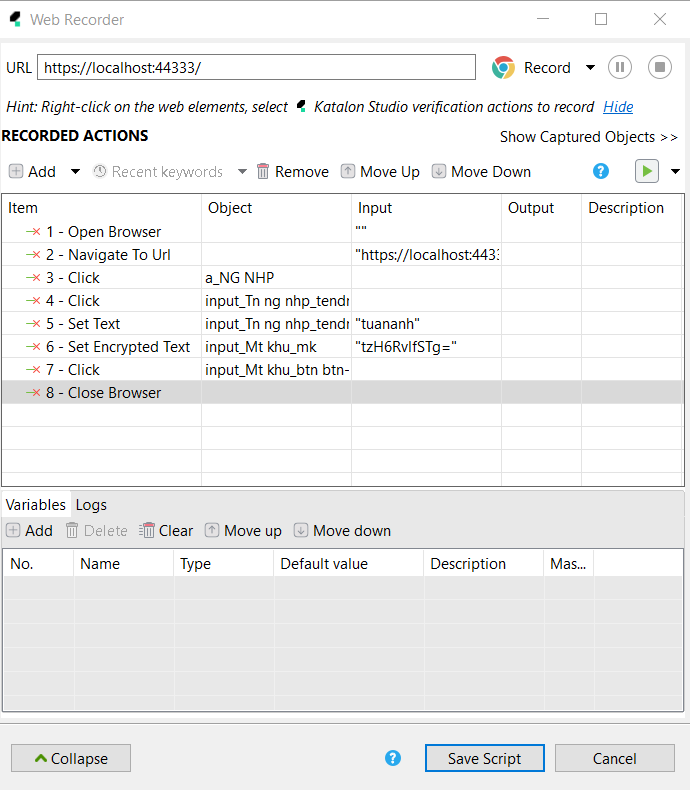 Web Recorder
URL https://localhost:44333/ Record
Hint: Right-click on the web elements, select Katalon Studio verification actions to record Hide
RECORDED ACTIONS
Show Captured Objects >>
Add Recent keywords Remove Move Up Move Down
Item Object Input Output Description
1 - Open Browser ""
2 - Navigate To Url "https://localhost:4433
3 - Click a_NG NHP
4 - Click input_Tn ng nhp_tendn
5 - Set Text input_Tn ng nhp_tendn "tuananh"
6 - Set Encrypted Text input_Mt khu_mk "tzH6RvlfSTg="
7 - Click input_Mt khu_btn btn-
8 - Close Browser
Variables Logs
Add Delete Clear Move up Move down
No. Name Type Default value Description Mas...
Collapse Save Script Cancel